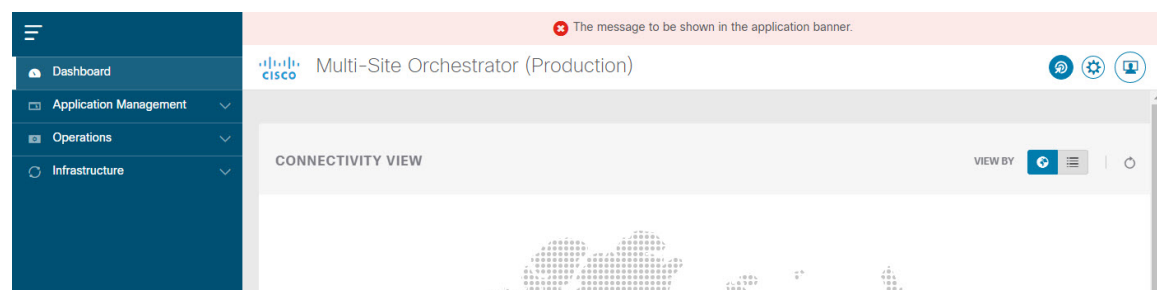 The message to be shown in the application banner.
Dashboard
Application Management
Operations
Infrastructure
cisco
Multi-Site Orchestrator (Production)
CONNECTIVITY VIEW
VIEW BY